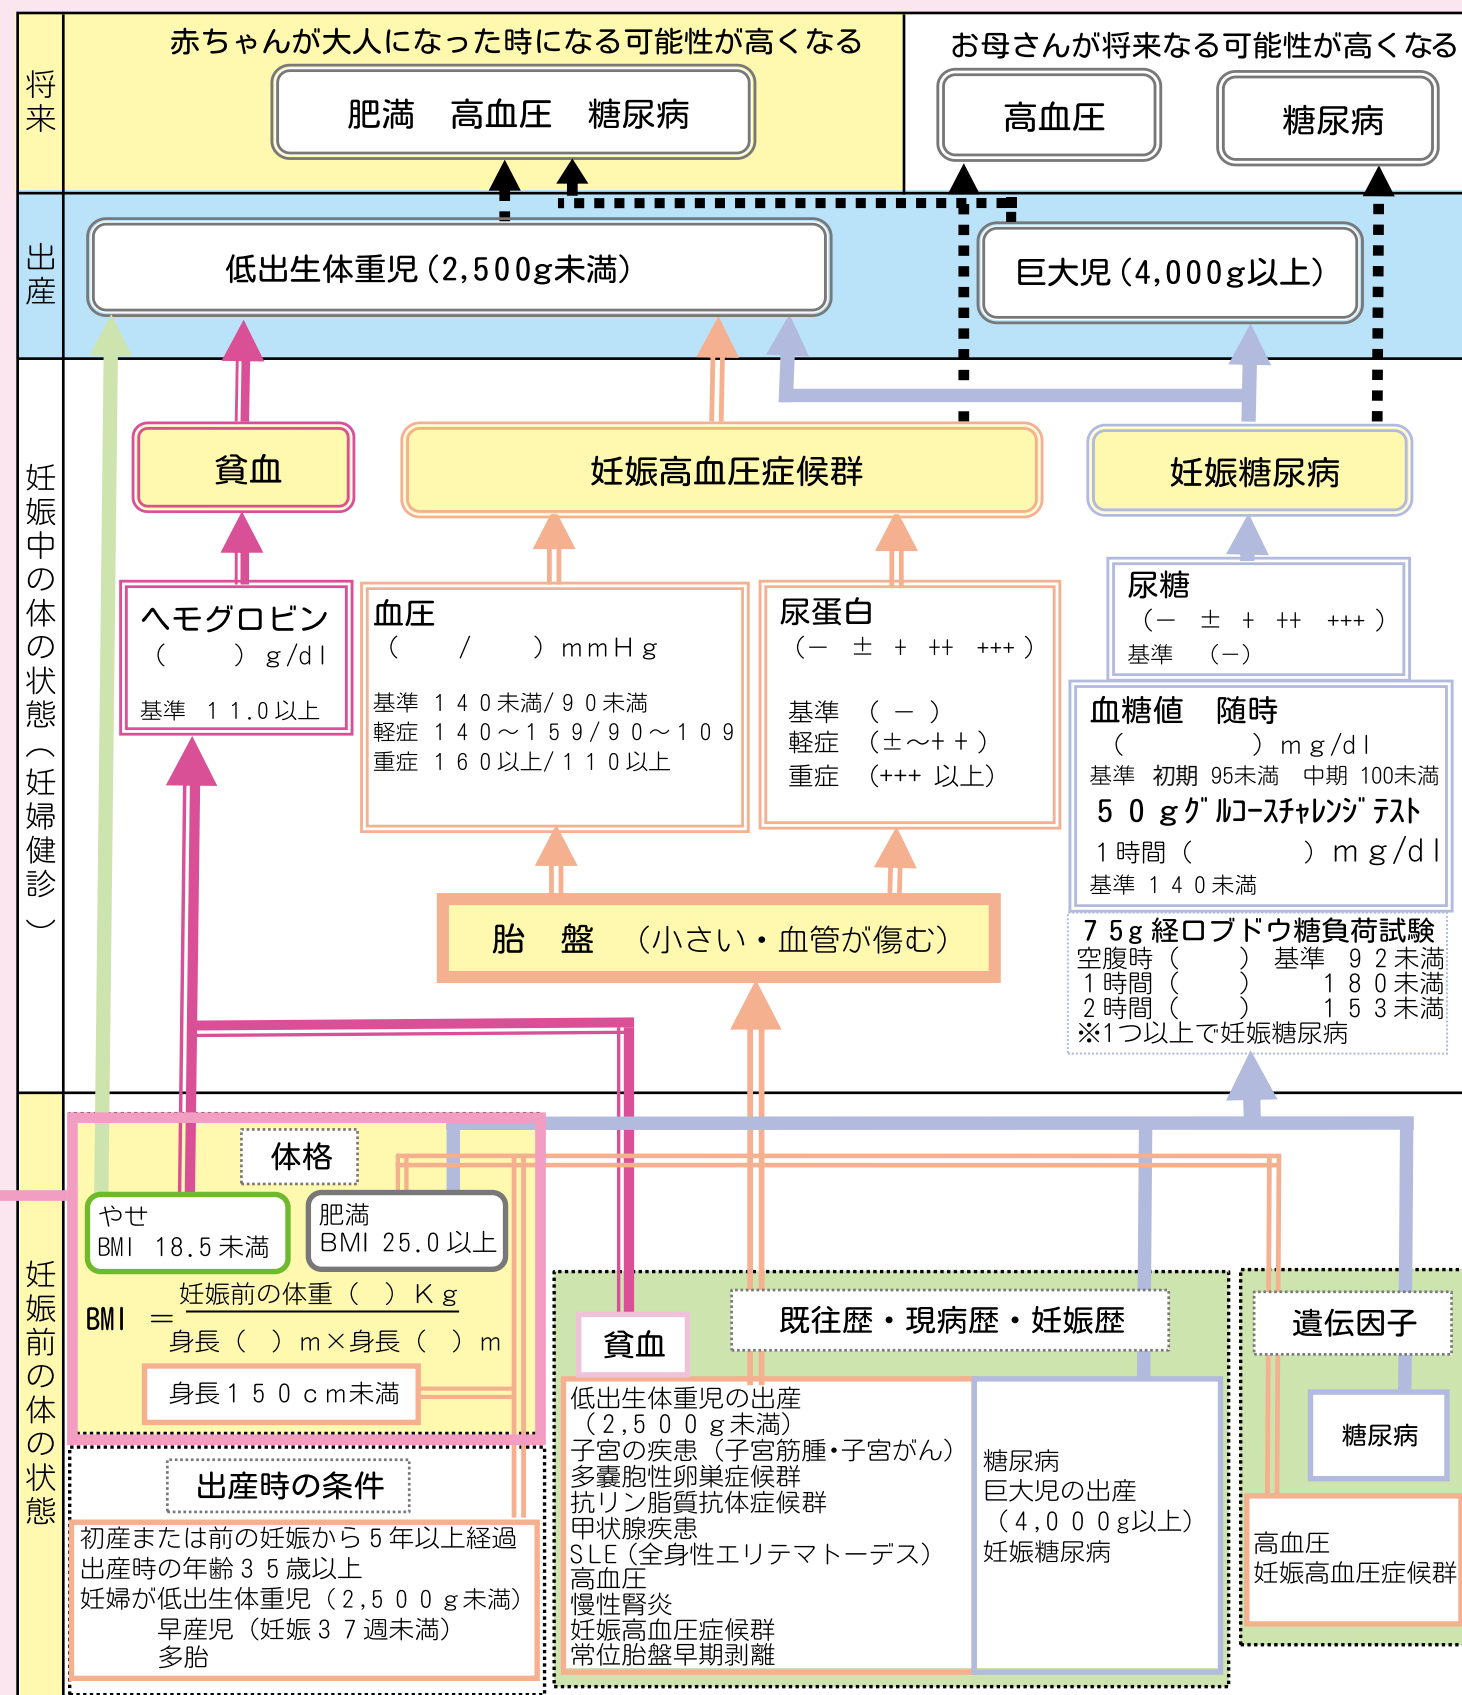 将来
赤ちゃんが大人になった時になる可能性が高くなる
肥満 高血圧 糖尿病
お母さんが将来なる可能性が高くなる
高血圧
糖尿病
出産
低出生体重児(2,500g未満)
巨大児(4,000g以上)
妊娠中の体の状態(妊婦健診)
貧血
妊娠高血圧症候群
妊娠糖尿病
ヘモグロビン
( ) g/dl
基準 11.0以上
血圧
( / ) mmHg
基準 140未満/90未満
軽症 140～159/90～109
重症 160以上/110以上
尿蛋白
(− ± + ++ +++ )
基準 ( − )
軽症 (±～++)
重症 (+++ 以上)
尿糖
(− ± + ++ +++ )
基準 (−)
血糖値 随時
( ) mg/dl
基準 初期 95未満 中期 100未満
50gグルコースチャレンジテスト
1時間( ) mg/dl
基準 140未満
75g経口ブドウ糖負荷試験
空腹時( ) 基準 92未満
1時間( ) 180未満
2時間( ) 153未満
※1つ以上で妊娠糖尿病
胎 盤 (小さい・血管が傷む)
妊娠前の体の状態
体格
やせ
BMI 18.5未満
肥満
BMI 25.0以上
妊娠前の体重( )Kg
BMI =
身長( )m×身長( )m
身長150cm未満
出産時の条件
初産または前の妊娠から5年以上経過
出産時の年齢35歳以上
妊婦が低出生体重児(2,500g未満)
早産児(妊娠37週未満)
多胎
既往歴・現病歴・妊娠歴
貧血
低出生体重児の出産
(2,500g未満)
子宮の疾患(子宮筋腫・子宮がん)
多嚢胞性卵巣症候群
抗リン脂質抗体症候群
甲状腺疾患
SLE(全身性エリテマトーデス)
高血圧
慢性腎炎
妊娠高血圧症候群
常位胎盤早期剥離
糖尿病
巨大児の出産
(4,000g以上)
妊娠糖尿病
遺伝因子
糖尿病
高血圧
妊娠高血圧症候群